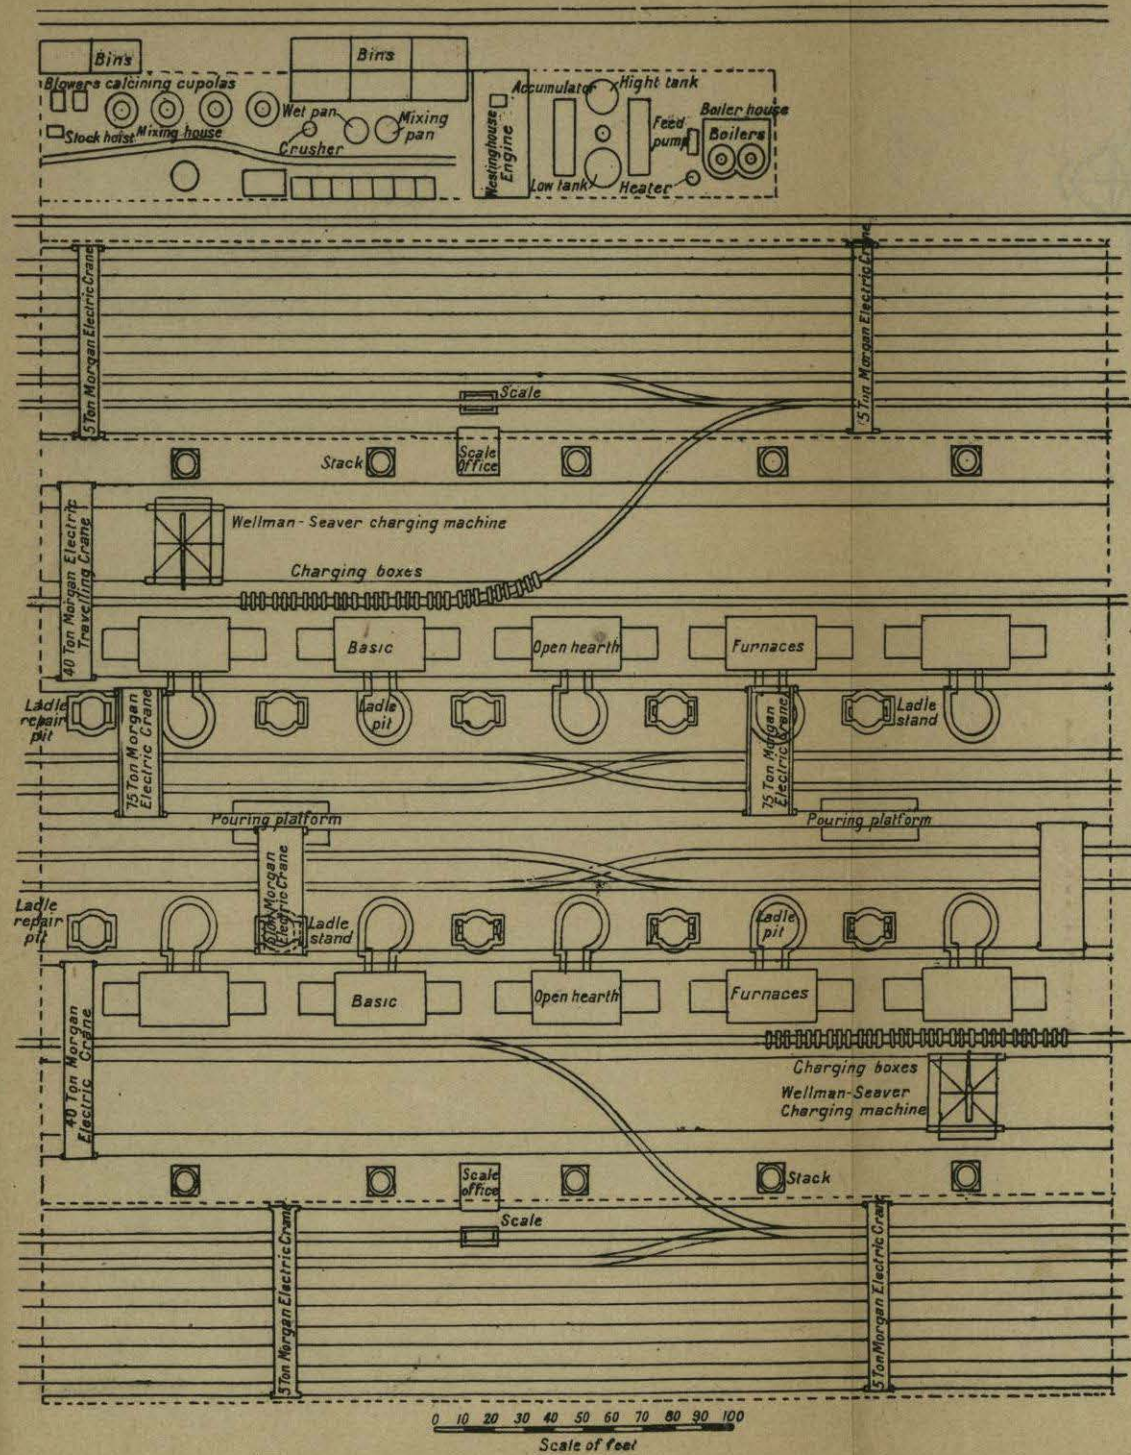 Bins
Bins
Blowers calcining cupolas
Stock hoist
Mixing house
Wet pan
Crusher
Mixing
pan
Westinghouse
Engine
Accumulator
Hight tank
Low tank
Feed
pump
Heater
Boiler house
Boilers
5 Ton Morgan Electric Crane
5 Ton Morgan Electric Crane
Scale
Scale
Office
Stack
40 Ton Morgan Electric
Travelling Crane
Wellman-Seaver charging machine
Charging boxes
Basic
Open hearth
Furnaces
Ladle
repair
pit
75 Ton Morgan
Electric Crane
Ladle
pit
75 Ton Morgan
Electric Crane
Ladle
stand
Pouring platform
Pouring platform
75 Ton Morgan
Electric Crane
Ladle
repair
pit
Ladle
stand
Ladle
pit
40 Ton Morgan
Electric Crane
Basic
Open hearth
Furnaces
Charging boxes
Wellman-Seaver
Charging machine
Scale
office
Stack
Scale
5 Ton Morgan Electric Crane
5 Ton Morgan Electric Crane
0 10 20 30 40 50 60 70 80 90 100
Scale of feet